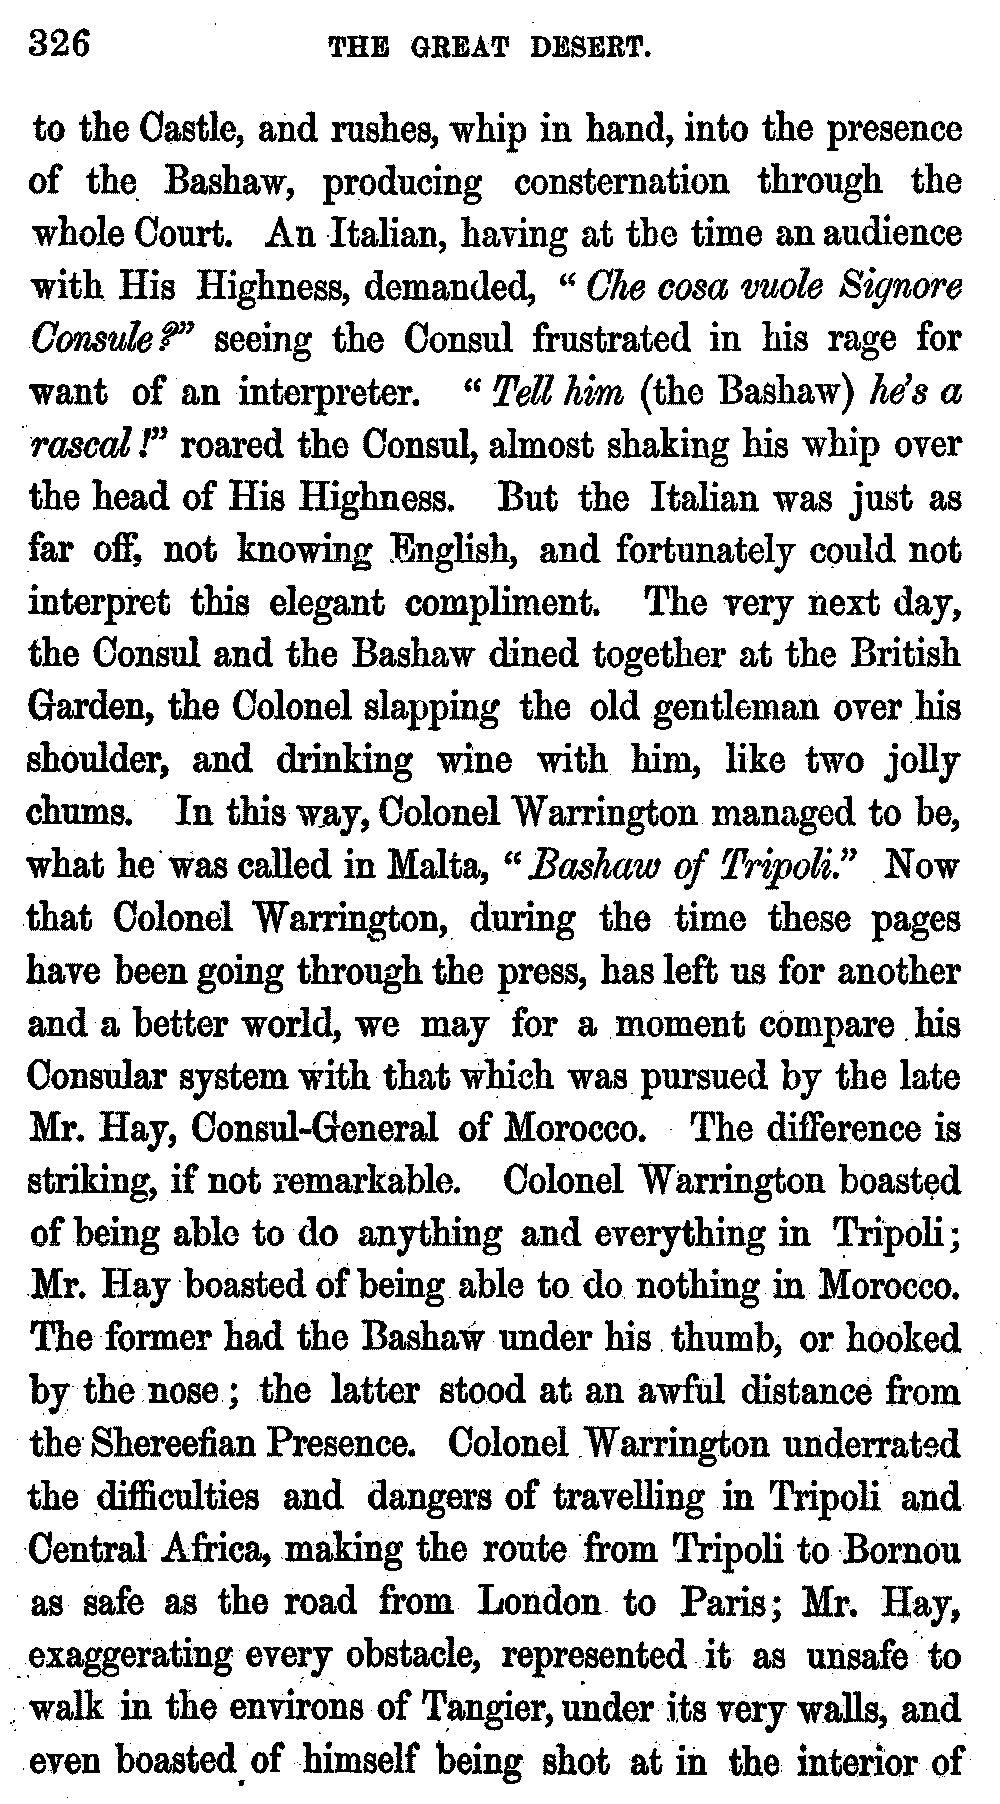 326 THE GREAT DESERT.
to the Castle, and rushes, whip in hand, into the presence
of the Bashaw, producing consternation through the
whole Court. An Italian, having at the time an audience
with His Highness, demanded, “ Che cosa vuole Signore
Consule?” seeing the Consul frustrated in his rage for
want of an interpreter. “ Tell him (the Bashaw) he’s a
rascal !” roared the Consul, almost shaking his whip over
the head of His Highness. But the Italian was just as
far off, not knowing English, and fortunately could not
interpret this elegant compliment. The very next day,
the Consul and the Bashaw dined together at the British
Garden, the Colonel slapping the old gentleman over his
shoulder, and drinking wine with him, like two jolly
chums. In this way, Colonel Warrington managed to be,
what he was called in Malta, “ Bashaw of Tripoli.” Now
that Colonel Warrington, during the time these pages
have been going through the press, has left us for another
and a better world, we may for a moment compare his
Consular system with that which was pursued by the late
Mr. Hay, Consul-General of Morocco. The difference is
striking, if not remarkable. Colonel Warrington boasted
of being able to do anything and everything in Tripoli;
Mr. Hay boasted of being able to do nothing in Morocco.
The former had the Bashaw under his thumb, or hooked
by the nose ; the latter stood at an awful distance from
the Shereefian Presence. Colonel Warrington underrated
the difficulties and dangers of travelling in Tripoli and
Central Africa, making the route from Tripoli to Bornou
as safe as the road from London to Paris; Mr. Hay,
exaggerating every obstacle, represented it as unsafe to
walk in the environs of Tangier, under its very walls, and
even boasted of himself being shot at in the interior of